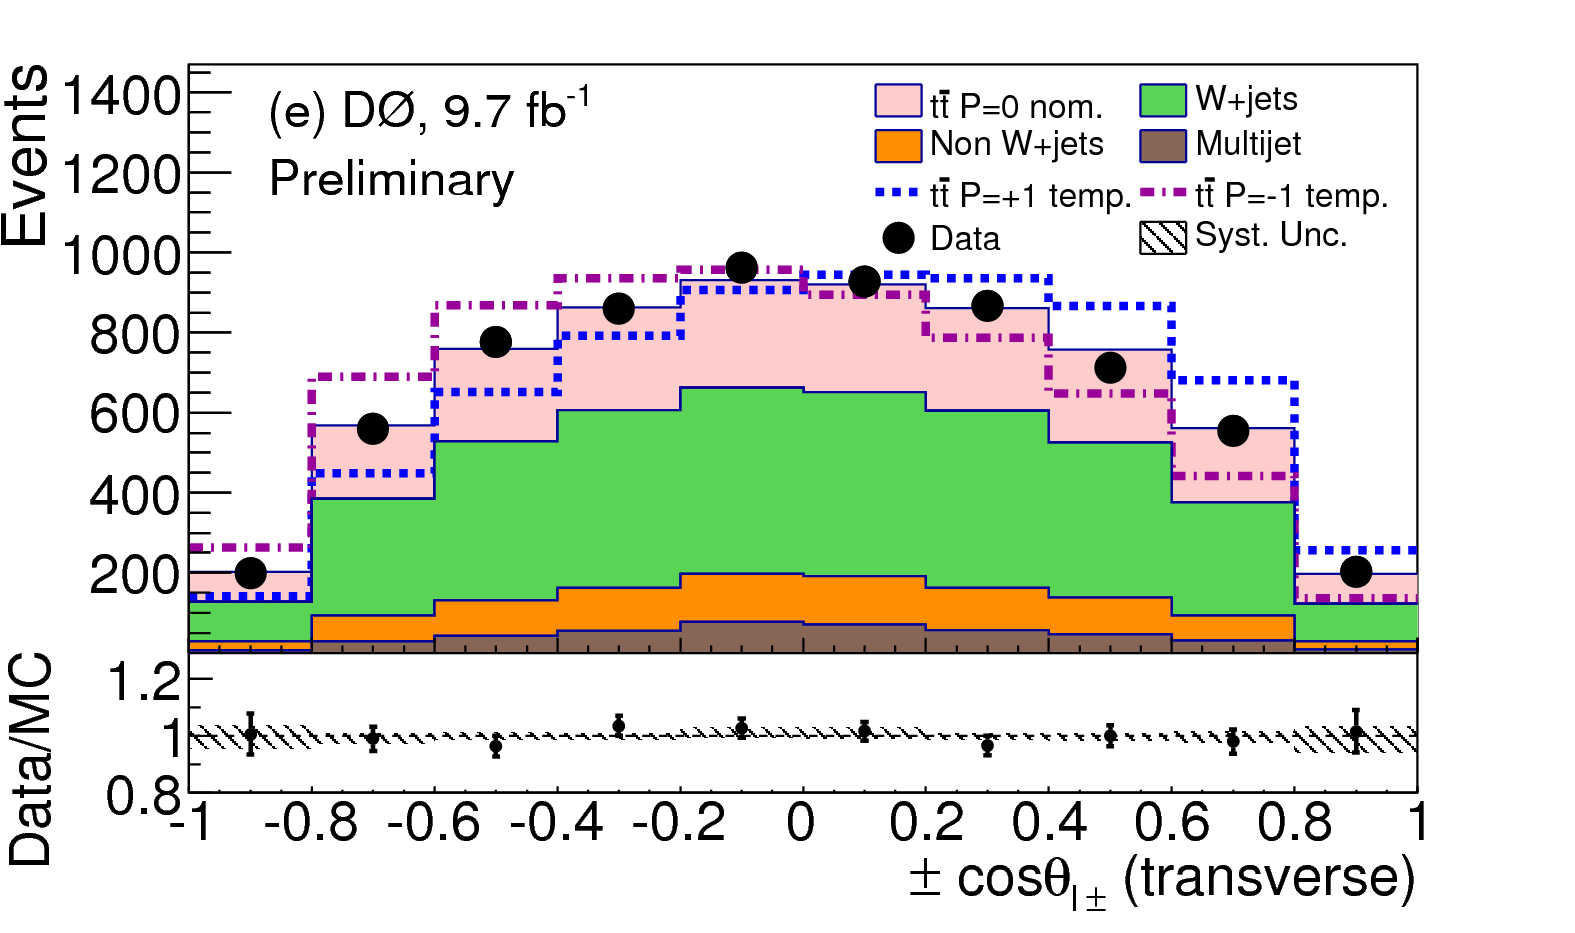 Events
1400
1200
1000
800
600
400
200
(e) DØ, 9.7 fb⁻¹
Preliminary
tt̄ P=0 nom.
W+jets
Non W+jets
Multijet
tt̄ P=+1 temp.
tt̄ P=-1 temp.
Data
Syst. Unc.
Data/MC
1.2
1
0.8
-1 -0.8 -0.6 -0.4 -0.2 0 0.2 0.4 0.6 0.8 1
± cosθl± (transverse)